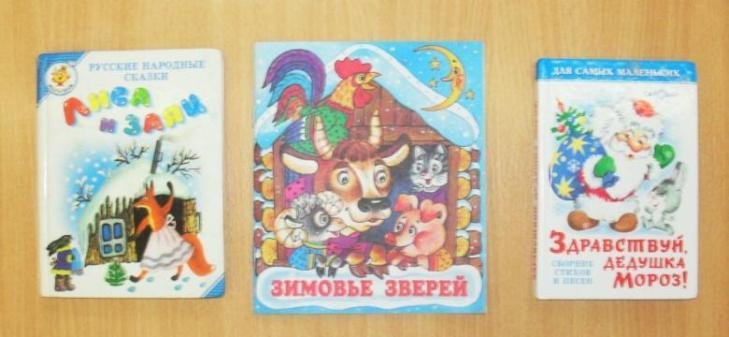 РУССКИЕ НАРОДНЫЕ
СКАЗКИ
ЛИСА
И ЗАЯЦ
ЗИМОВЬЕ ЗВЕРЕЙ
ДЛЯ САМЫХ МАЛЕНЬКИХ
ЗДРАВСТВУЙ,
ДЕДУШКА
МОРОЗ!
СБОРНИК
СТИХОВ
И ПЕСЕН